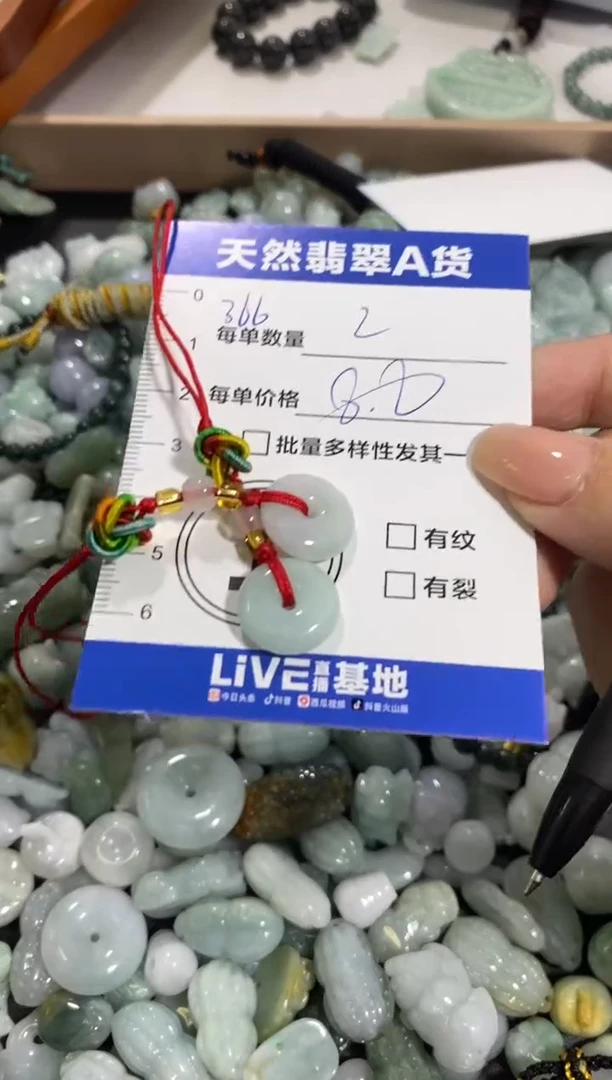 天然翡翠A货
0
366
每单数量 2
1
2 每单价格 8.8
3 □批量多样性发其一
□有纹
5
□有裂
6
LiVE直播基地
今日头条 抖音 西瓜视频 抖音火山版